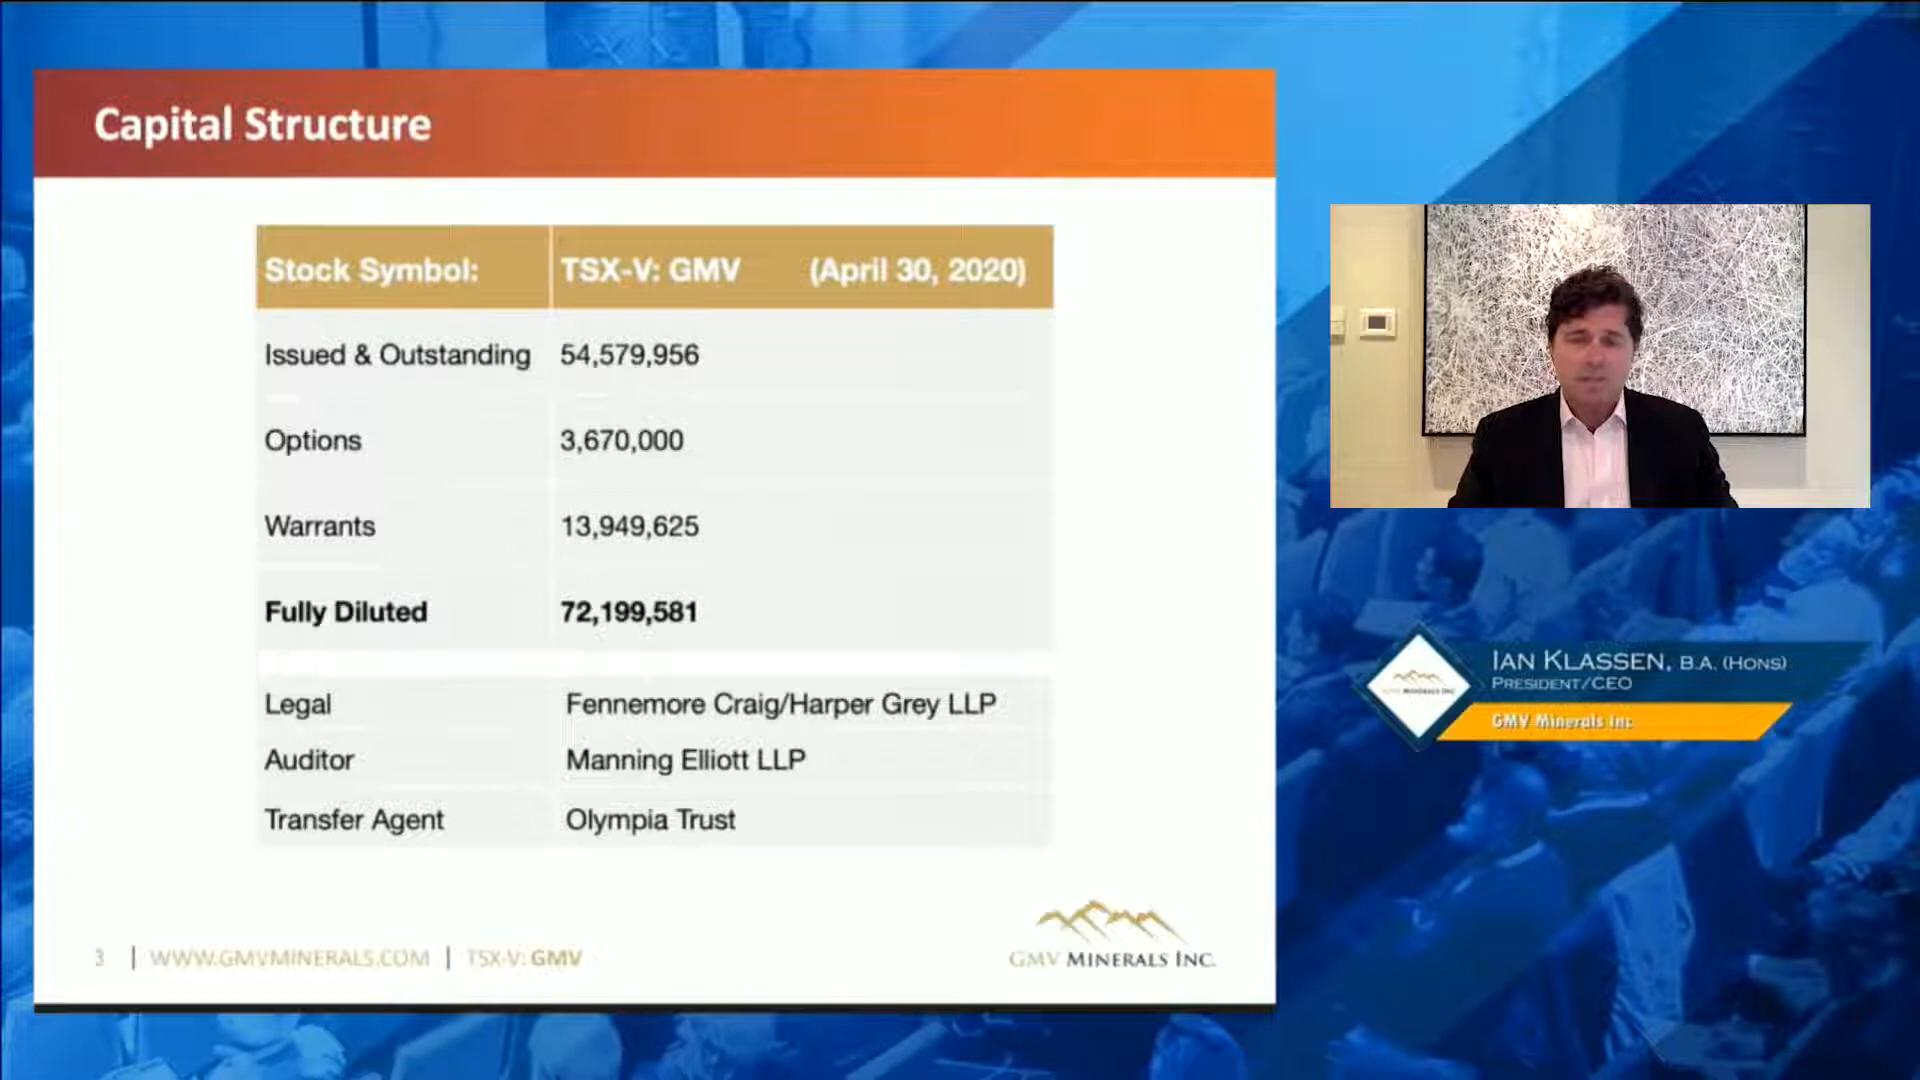 Capital Structure
Stock Symbol: TSX-V: GMV (April 30, 2020)
Issued & Outstanding 54,579,956
Options 3,670,000
Warrants 13,949,625
Fully Diluted 72,199,581
Legal Fennemore Craig/Harper Grey LLP
Auditor Manning Elliott LLP
Transfer Agent Olympia Trust
3 | WWW.GMVMINERALS.COM | TSX-V: GMV
GMV MINERALS INC.
IAN KLASSEN, B.A. (HONS)
PRESIDENT/CEO
GMV Minerals Inc